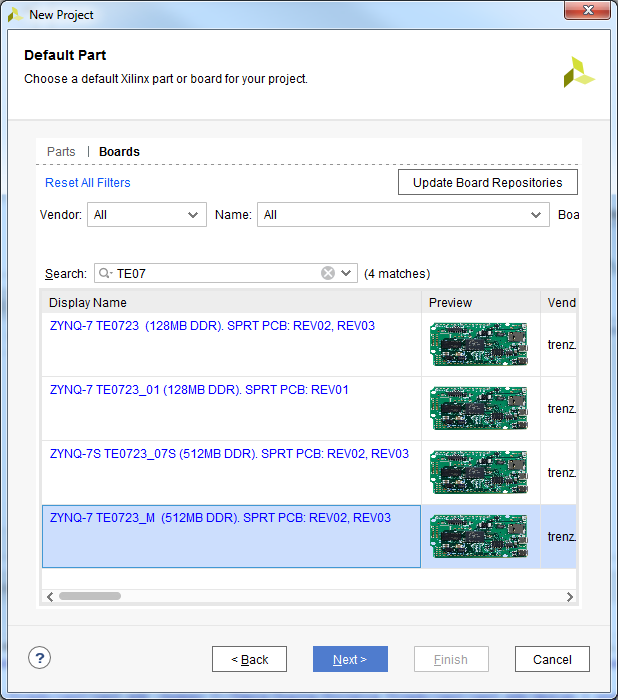 New Project
Default Part
Choose a default Xilinx part or board for your project.
Parts | Boards
Reset All Filters
Update Board Repositories
Vendor: All Name: All Boa
Search: TE07 (4 matches)
Display Name Preview Vend
ZYNQ-7 TE0723 (128MB DDR). SPRT PCB: REV02, REV03 trenz.
ZYNQ-7 TE0723_01 (128MB DDR). SPRT PCB: REV01 trenz.
ZYNQ-7S TE0723_07S (512MB DDR). SPRT PCB: REV02, REV03 trenz.
ZYNQ-7 TE0723_M (512MB DDR). SPRT PCB: REV02, REV03 trenz.
? < Back Next > Finish Cancel